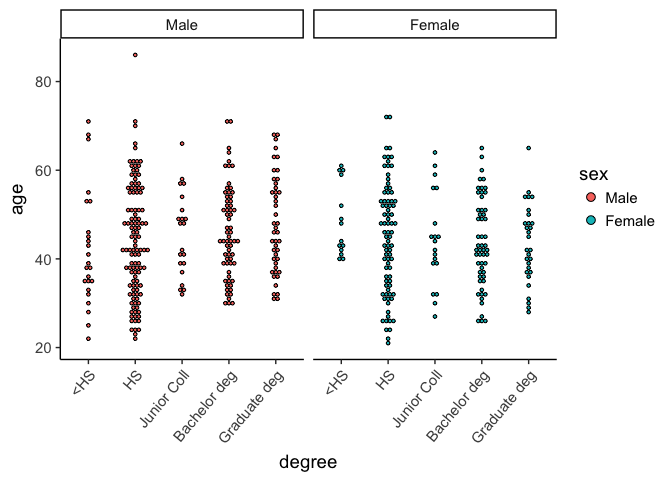 Male
Female
age
80
60
40
20
<HS
HS
Junior Coll
Bachelor deg
Graduate deg
<HS
HS
Junior Coll
Bachelor deg
Graduate deg
degree
sex
Male
Female